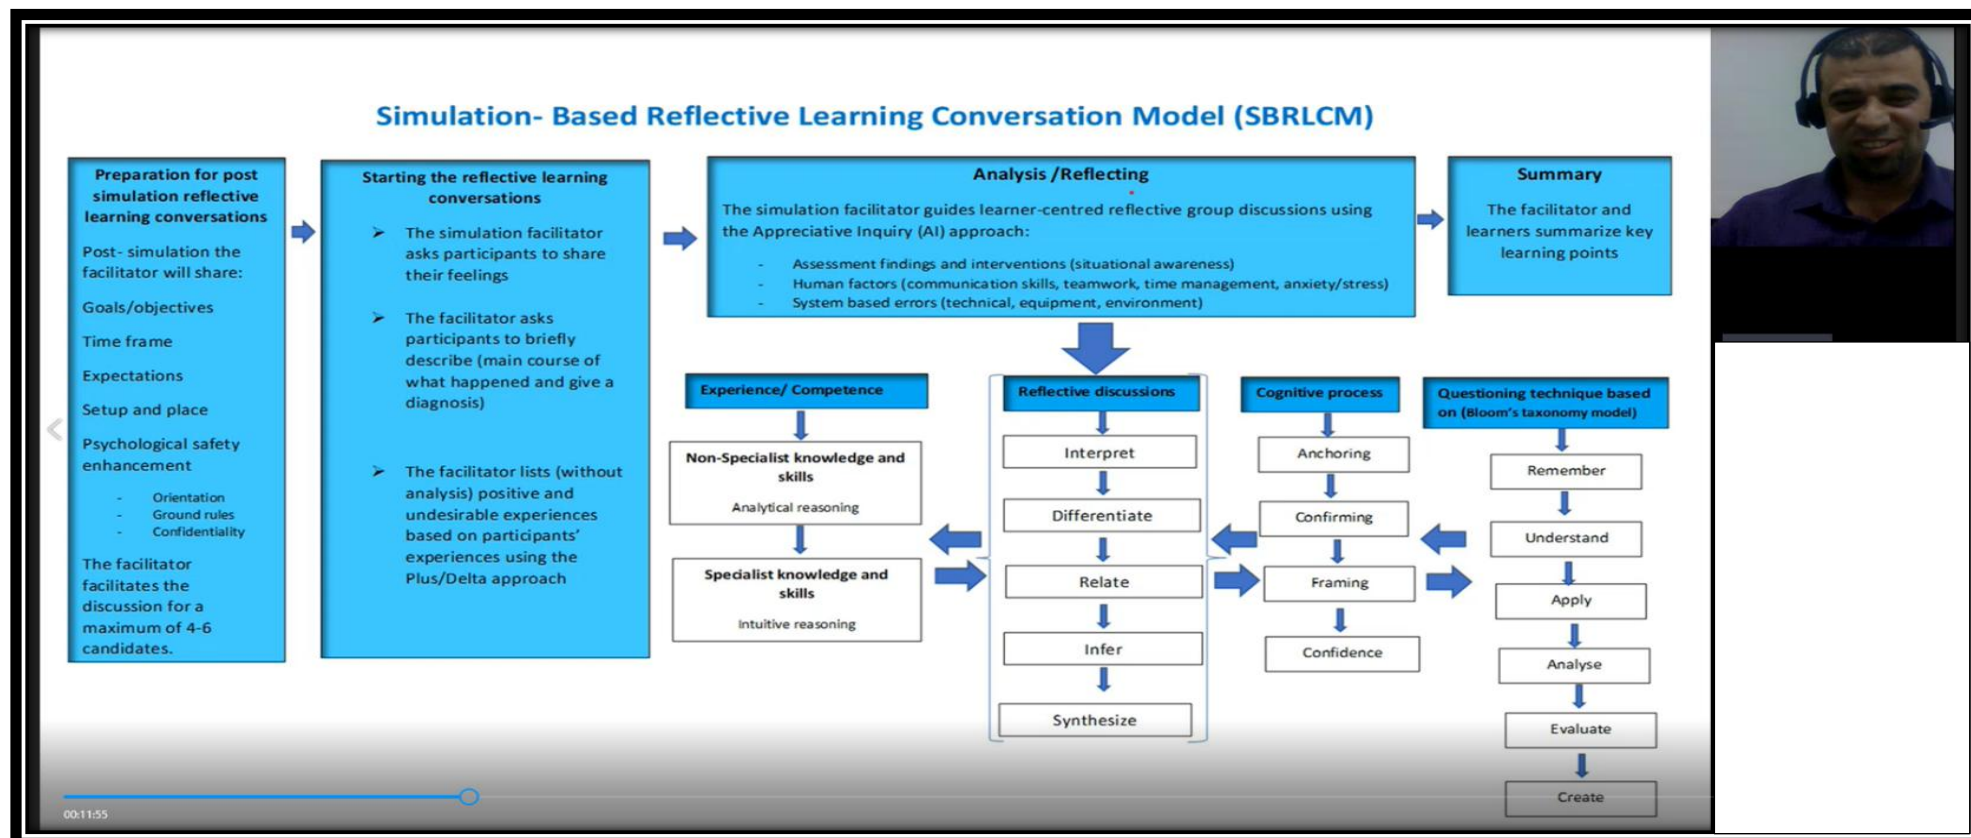 Simulation- Based Reflective Learning Conversation Model (SBRLCM)
Preparation for post
simulation reflective
learning conversations
Post- simulation the
facilitator will share:
Goals/objectives
Time frame
Expectations
Setup and place
Psychological safety
enhancement
- Orientation
- Ground rules
- Confidentiality
The facilitator
facilitates the
discussion for a
maximum of 4-6
candidates.
Starting the reflective learning
conversations
➢ The simulation facilitator
asks participants to share
their feelings
➢ The facilitator asks
participants to briefly
describe (main course of
what happened and give a
diagnosis)
➢ The facilitator lists (without
analysis) positive and
undesirable experiences
based on participants’
experiences using the
Plus/Delta approach
Analysis /Reflecting
The simulation facilitator guides learner-centred reflective group discussions using
the Appreciative Inquiry (AI) approach:
- Assessment findings and interventions (situational awareness)
- Human factors (communication skills, teamwork, time management, anxiety/stress)
- System based errors (technical, equipment, environment)
Summary
The facilitator and
learners summarize key
learning points
Experience/ Competence
Non-Specialist knowledge and
skills
Analytical reasoning
Specialist knowledge and
skills
Intuitive reasoning
Reflective discussions
Interpret
Differentiate
Relate
Infer
Synthesize
Cognitive process
Anchoring
Confirming
Framing
Confidence
Questioning technique based
on (Bloom’s taxonomy model)
Remember
Understand
Apply
Analyse
Evaluate
Create
00:11:55